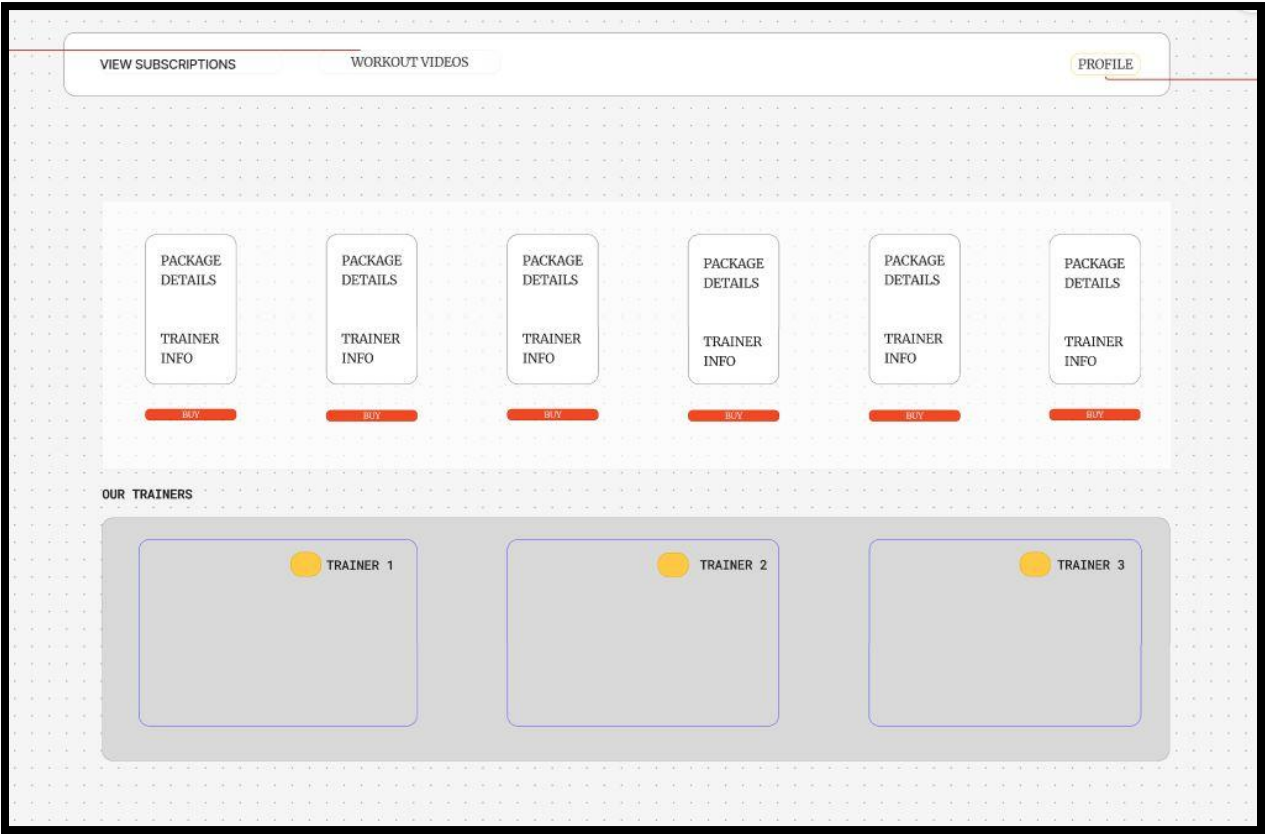 VIEW SUBSCRIPTIONS
WORKOUT VIDEOS
PROFILE
PACKAGE
DETAILS
TRAINER
INFO
PACKAGE
DETAILS
TRAINER
INFO
PACKAGE
DETAILS
TRAINER
INFO
PACKAGE
DETAILS
TRAINER
INFO
PACKAGE
DETAILS
TRAINER
INFO
PACKAGE
DETAILS
TRAINER
INFO
BUY
BUY
BUY
BUY
BUY
BUY
OUR TRAINERS
TRAINER 1
TRAINER 2
TRAINER 3